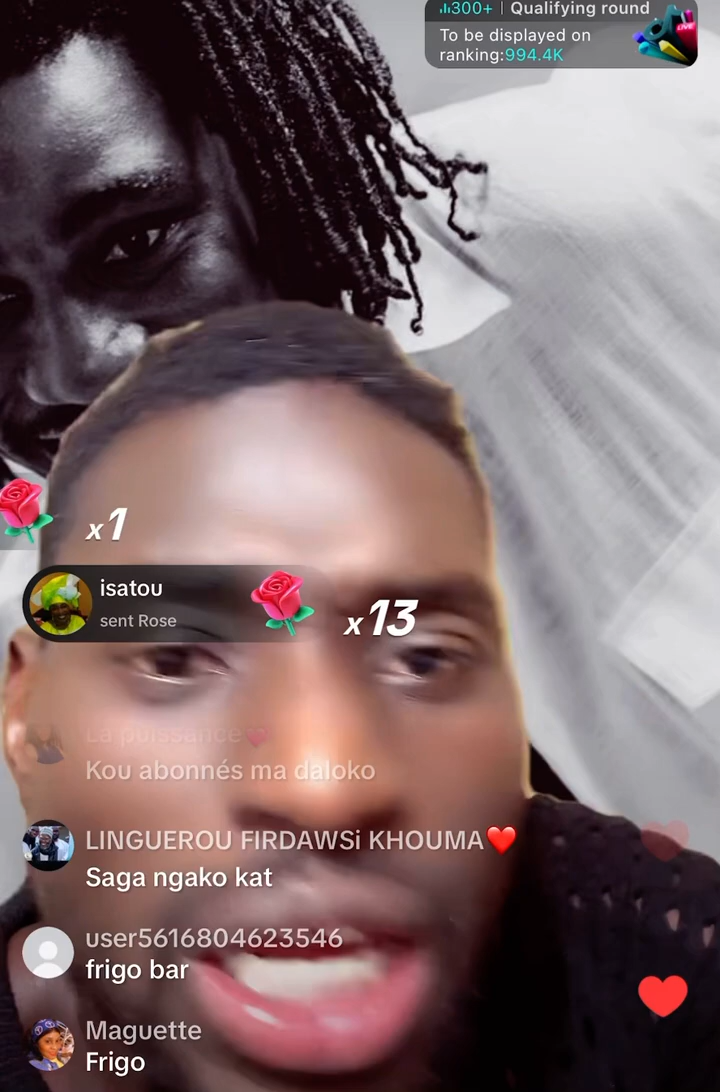 300+ | Qualifying round
To be displayed on
ranking:994.4K
LIVE
x1
isatou
sent Rose
x13
La puissance
Kou abonnés ma daloko
LINGUEROU FIRDAWSi KHOUMA❤️
Saga ngako kat
user5616804623546
frigo bar
Maguette
Frigo